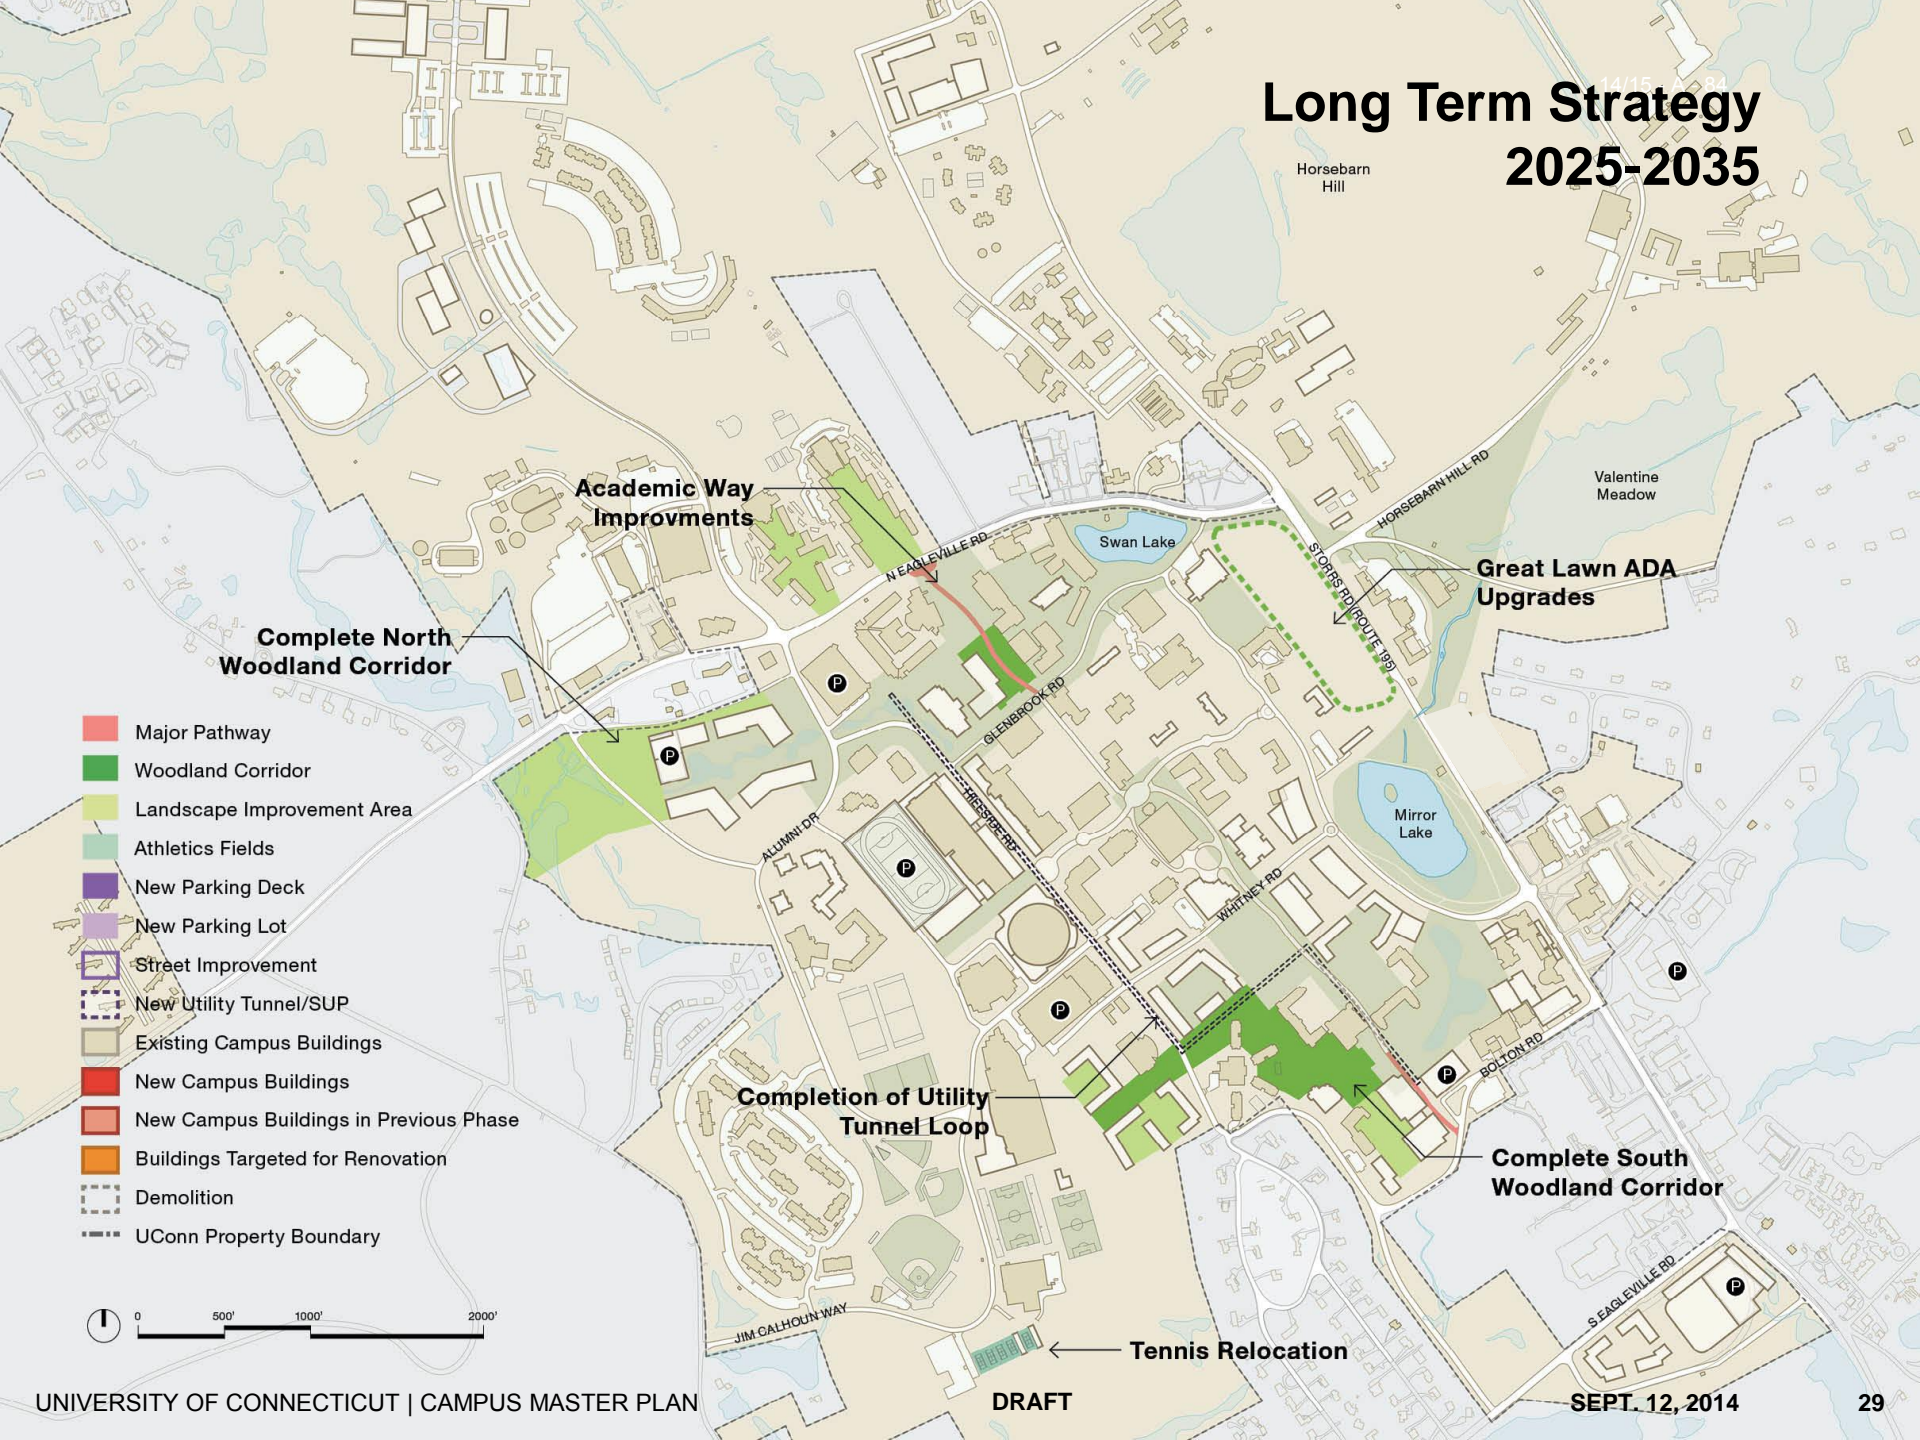 14/15 - A - 84
Long Term Strategy
2025-2035
Horsebarn
Hill
Valentine
Meadow
HORSEBARN HILL RD
Academic Way
Improvments
N EAGLEVILLE RD
Swan Lake
STORRS RD (ROUTE 195)
Great Lawn ADA
Upgrades
Complete North
Woodland Corridor
P
P
GLENBROOK RD
Mirror
Lake
HILLSIDE RD
ALUMNI DR
P
WHITNEY RD
P
P
P
BOLTON RD
Completion of Utility
Tunnel Loop
Complete South
Woodland Corridor
P
S EAGLEVILLE RD
JIM CALHOUN WAY
Tennis Relocation
Major Pathway
Woodland Corridor
Landscape Improvement Area
Athletics Fields
New Parking Deck
New Parking Lot
Street Improvement
New Utility Tunnel/SUP
Existing Campus Buildings
New Campus Buildings
New Campus Buildings in Previous Phase
Buildings Targeted for Renovation
Demolition
UConn Property Boundary
0 500' 1000' 2000'
UNIVERSITY OF CONNECTICUT | CAMPUS MASTER PLAN DRAFT SEPT. 12, 2014 29